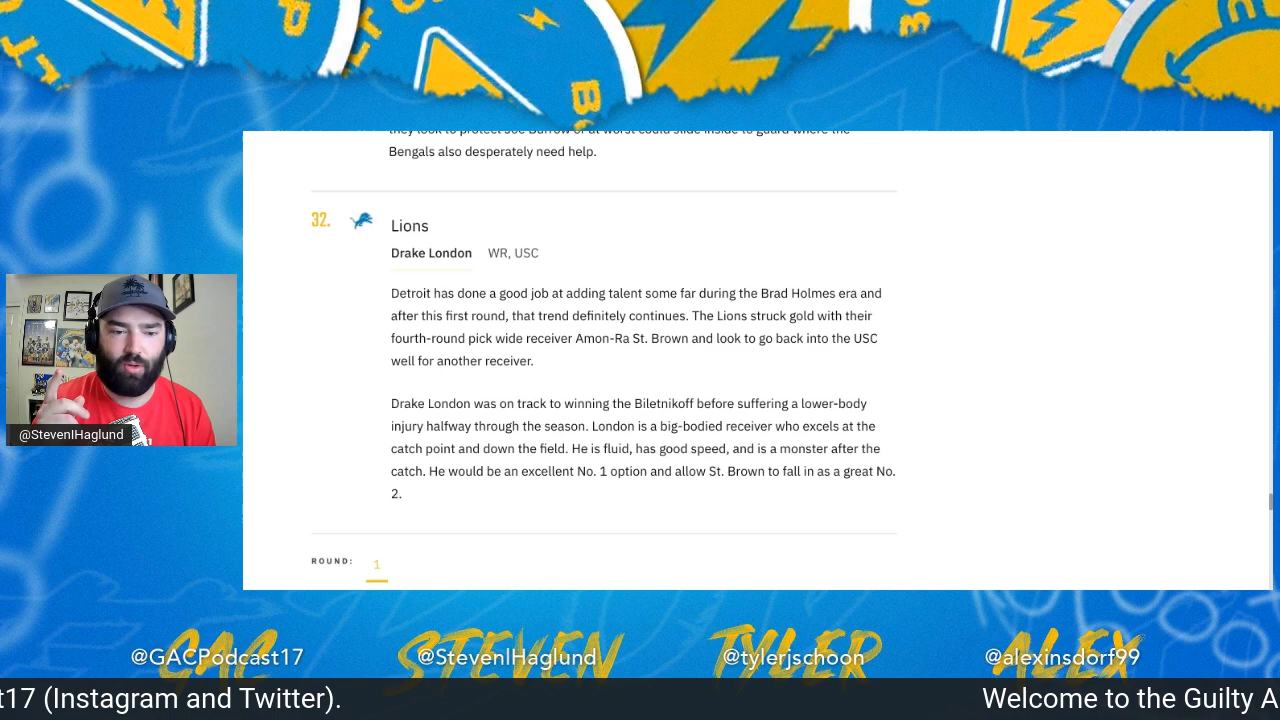 Bengals also desperately need help.
32.
Lions
Drake London WR, USC
Detroit has done a good job at adding talent some far during the Brad Holmes era and
after this first round, that trend definitely continues. The Lions struck gold with their
fourth-round pick wide receiver Amon-Ra St. Brown and look to go back into the USC
well for another receiver.
Drake London was on track to winning the Biletnikoff before suffering a lower-body
injury halfway through the season. London is a big-bodied receiver who excels at the
catch point and down the field. He is fluid, has good speed, and is a monster after the
catch. He would be an excellent No. 1 option and allow St. Brown to fall in as a great No.
2.
ROUND: 1
@StevenIHaglund
GAC STEVEN TYLER ALEX
@GACPodcast17 @StevenIHaglund @tylerjschoon @alexinsdorf99
t17 (Instagram and Twitter). Welcome to the Guilty A